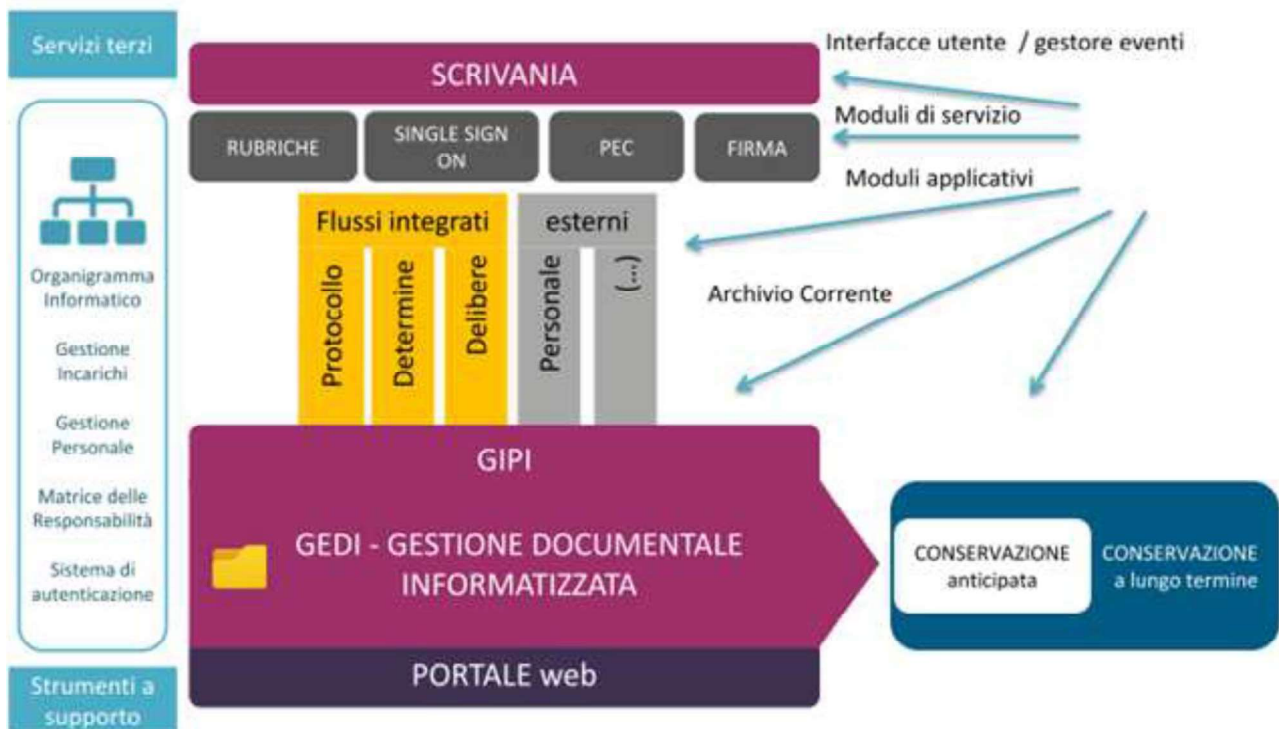 Servizi terzi
Organigramma
Informatico
Gestione
Incarichi
Gestione
Personale
Matrice delle
Responsabilità
Sistema di
autenticazione
Strumenti a
supporto
SCRIVANIA
RUBRICHE
SINGLE SIGN
ON
PEC
FIRMA
Flussi integrati
esterni
Protocollo
Determine
Delibere
Personale
(...)
GIPI
GEDI - GESTIONE DOCUMENTALE
INFORMATIZZATA
PORTALE web
Interfacce utente / gestore eventi
Moduli di servizio
Moduli applicativi
Archivio Corrente
CONSERVAZIONE
anticipata
CONSERVAZIONE
a lungo termine